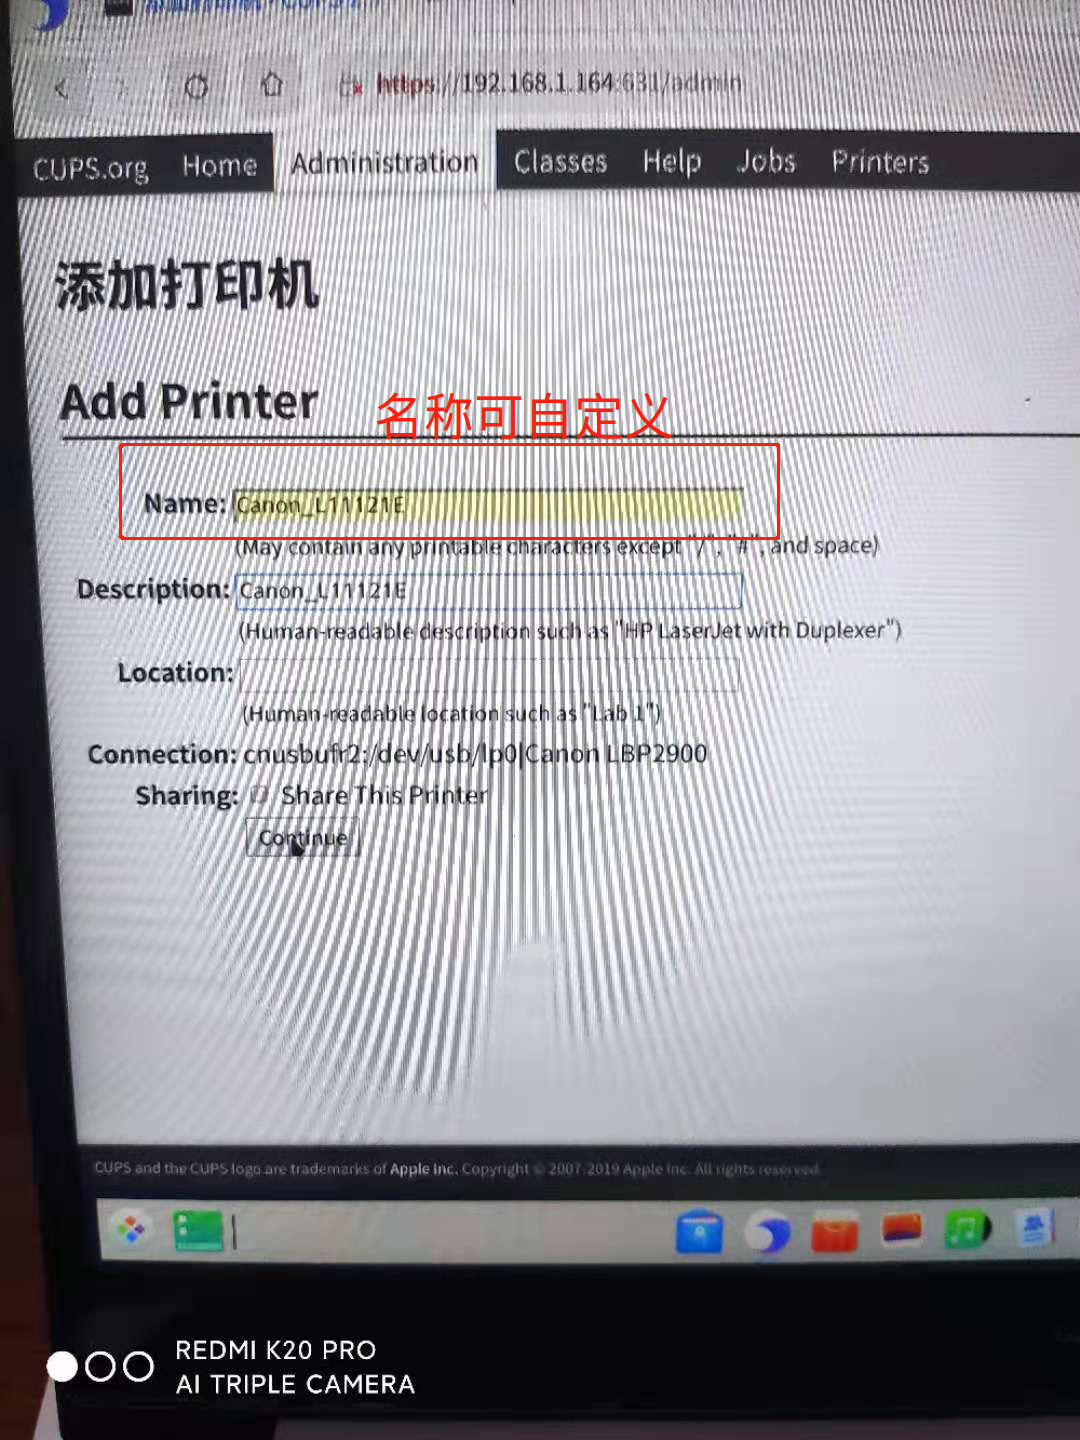 https://192.168.1.164:631/admin
CUPS.org Home Administration Classes Help Jobs Printers
添加打印机
Add Printer
名称可自定义
Name: Canon_L11121E
(May contain any printable characters except "/", "#", and space)
Description: Canon_L11121E
(Human-readable description such as "HP LaserJet with Duplexer")
Location:
(Human-readable location such as "Lab 1")
Connection: cnusbufr2:/dev/usb/lp0|Canon LBP2900
Sharing: Share This Printer
Continue
CUPS and the CUPS logo are trademarks of Apple Inc. Copyright © 2007-2019 Apple Inc. All rights reserved.
REDMI K20 PRO
AI TRIPLE CAMERA